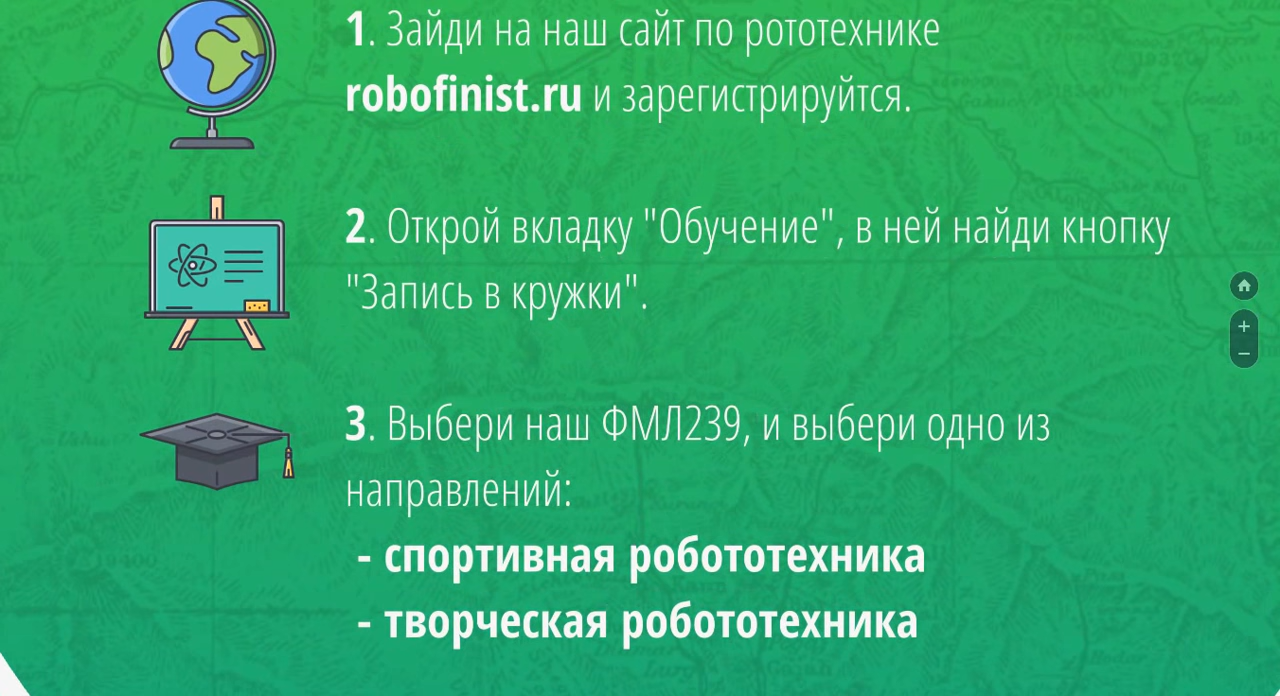 1. Зайди на наш сайт по рототехнике
robofinist.ru и зарегистрируйтся.
2. Открой вкладку "Обучение", в ней найди кнопку
"Запись в кружки".
3. Выбери наш ФМЛ239, и выбери одно из
направлений:
- спортивная робототехника
- творческая робототехника